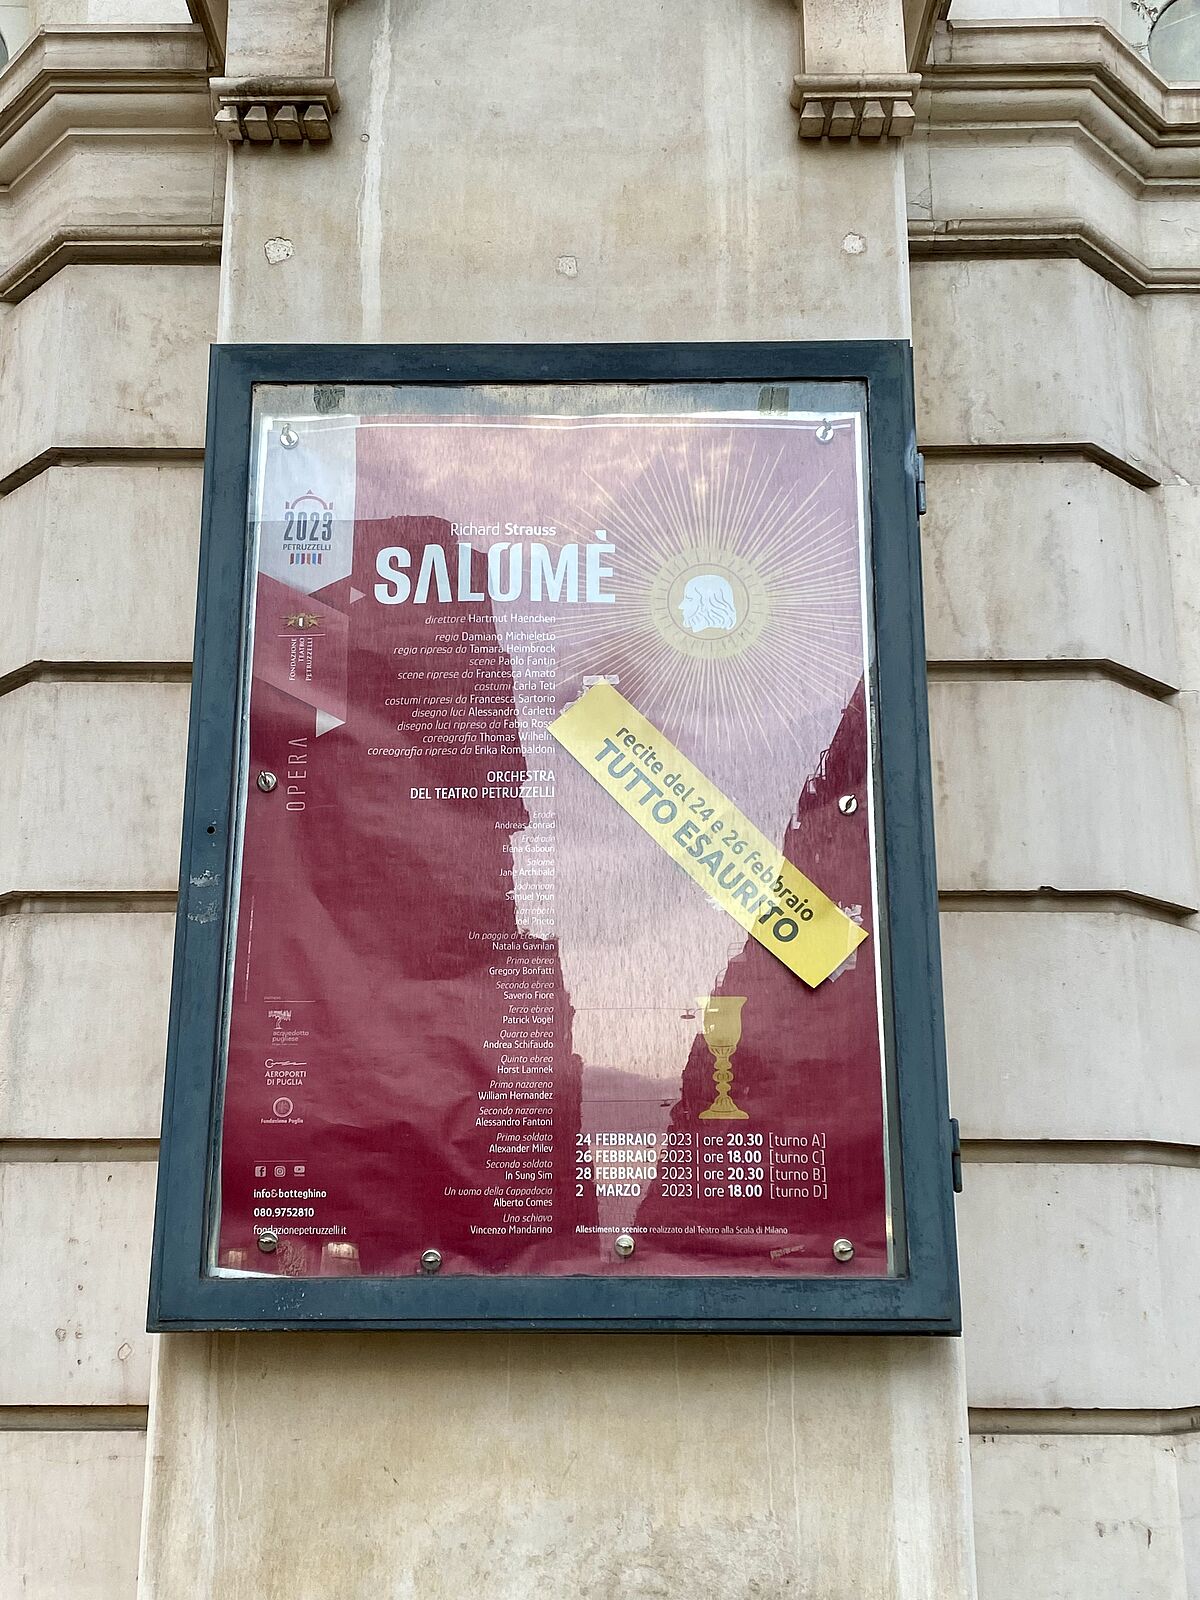 2023
PETRUZZELLI
FONDAZIONE
TEATRO
PETRUZZELLI
OPERA
Richard Strauss
SALOMÈ
direttore Hartmut Haenchen
regia Damiano Michieletto
regia ripresa da Tamara Heimbrock
scene Paolo Fantin
scene riprese da Francesca Amato
costumi Carla Teti
costumi ripresi da Francesca Sartorio
disegno luci Alessandro Carletti
disegno luci ripreso da Fabio Rossi
coreografia Thomas Wilhelm
coreografia ripresa da Erika Rombaldoni
ORCHESTRA
DEL TEATRO PETRUZZELLI
Erode
Andreas Conrad
Erodiade
Elena Gabouri
Salome
Jane Archibald
Jochanaan
Samuel Youn
Narraboth
Joel Prieto
Un paggio di Erodiade
Natalia Gavrilan
Primo ebreo
Gregory Bonfatti
Secondo ebreo
Saverio Fiore
Terzo ebreo
Patrick Vogel
Quarto ebreo
Andrea Schifaudo
Quinto ebreo
Horst Lamnek
Primo nazareno
William Hernandez
Secondo nazareno
Alessandro Fantoni
Primo soldato
Alexander Milev
Secondo soldato
In Sung Sim
Un uomo della Cappadocia
Alberto Comes
Uno schiavo
Vincenzo Mandarino
recite del 24 e 26 febbraio
TUTTO ESAURITO
24 FEBBRAIO 2023 | ore 20.30 [turno A]
26 FEBBRAIO 2023 | ore 18.00 [turno C]
28 FEBBRAIO 2023 | ore 20.30 [turno B]
2 MARZO 2023 | ore 18.00 [turno D]
Allestimento scenico realizzato dal Teatro alla Scala di Milano
acquedotto
pugliese
AEROPORTI
DI PUGLIA
Fondazione Puglia
info&botteghino
080.9752810
fondazionepetruzzelli.it